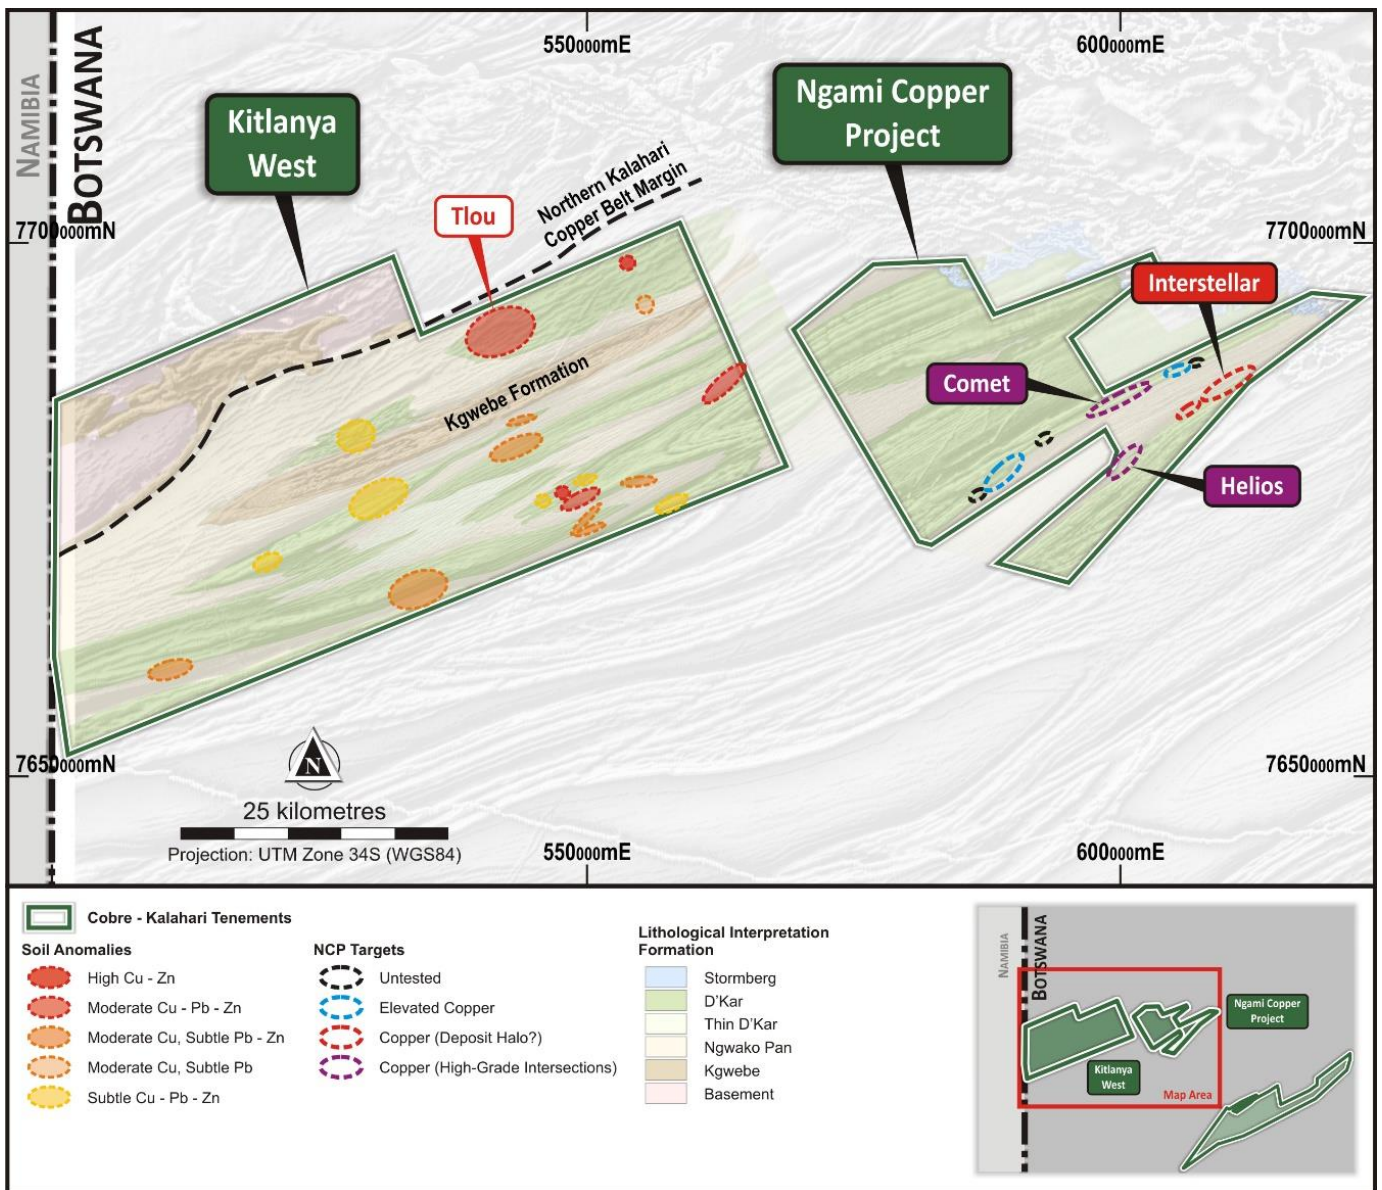 550000mE
600000mE
NAMIBIA
BOTSWANA
Kitlanya
West
Ngami Copper
Project
Tlou
Northern Kalahari
Copper Belt Margin
7700000mN
7700000mN
Interstellar
Comet
Kgwebe Formation
Helios
N
7650000mN
7650000mN
25 kilometres
Projection: UTM Zone 34S (WGS84)
550000mE
600000mE
Cobre - Kalahari Tenements
Soil Anomalies
High Cu - Zn
Moderate Cu - Pb - Zn
Moderate Cu, Subtle Pb - Zn
Moderate Cu, Subtle Pb
Subtle Cu - Pb - Zn
NCP Targets
Untested
Elevated Copper
Copper (Deposit Halo?)
Copper (High-Grade Intersections)
Lithological Interpretation
Formation
Stormberg
D'Kar
Thin D'Kar
Ngwako Pan
Kgwebe
Basement
NAMIBIA
BOTSWANA
Ngami Copper
Project
Kitlanya
West
Map Area